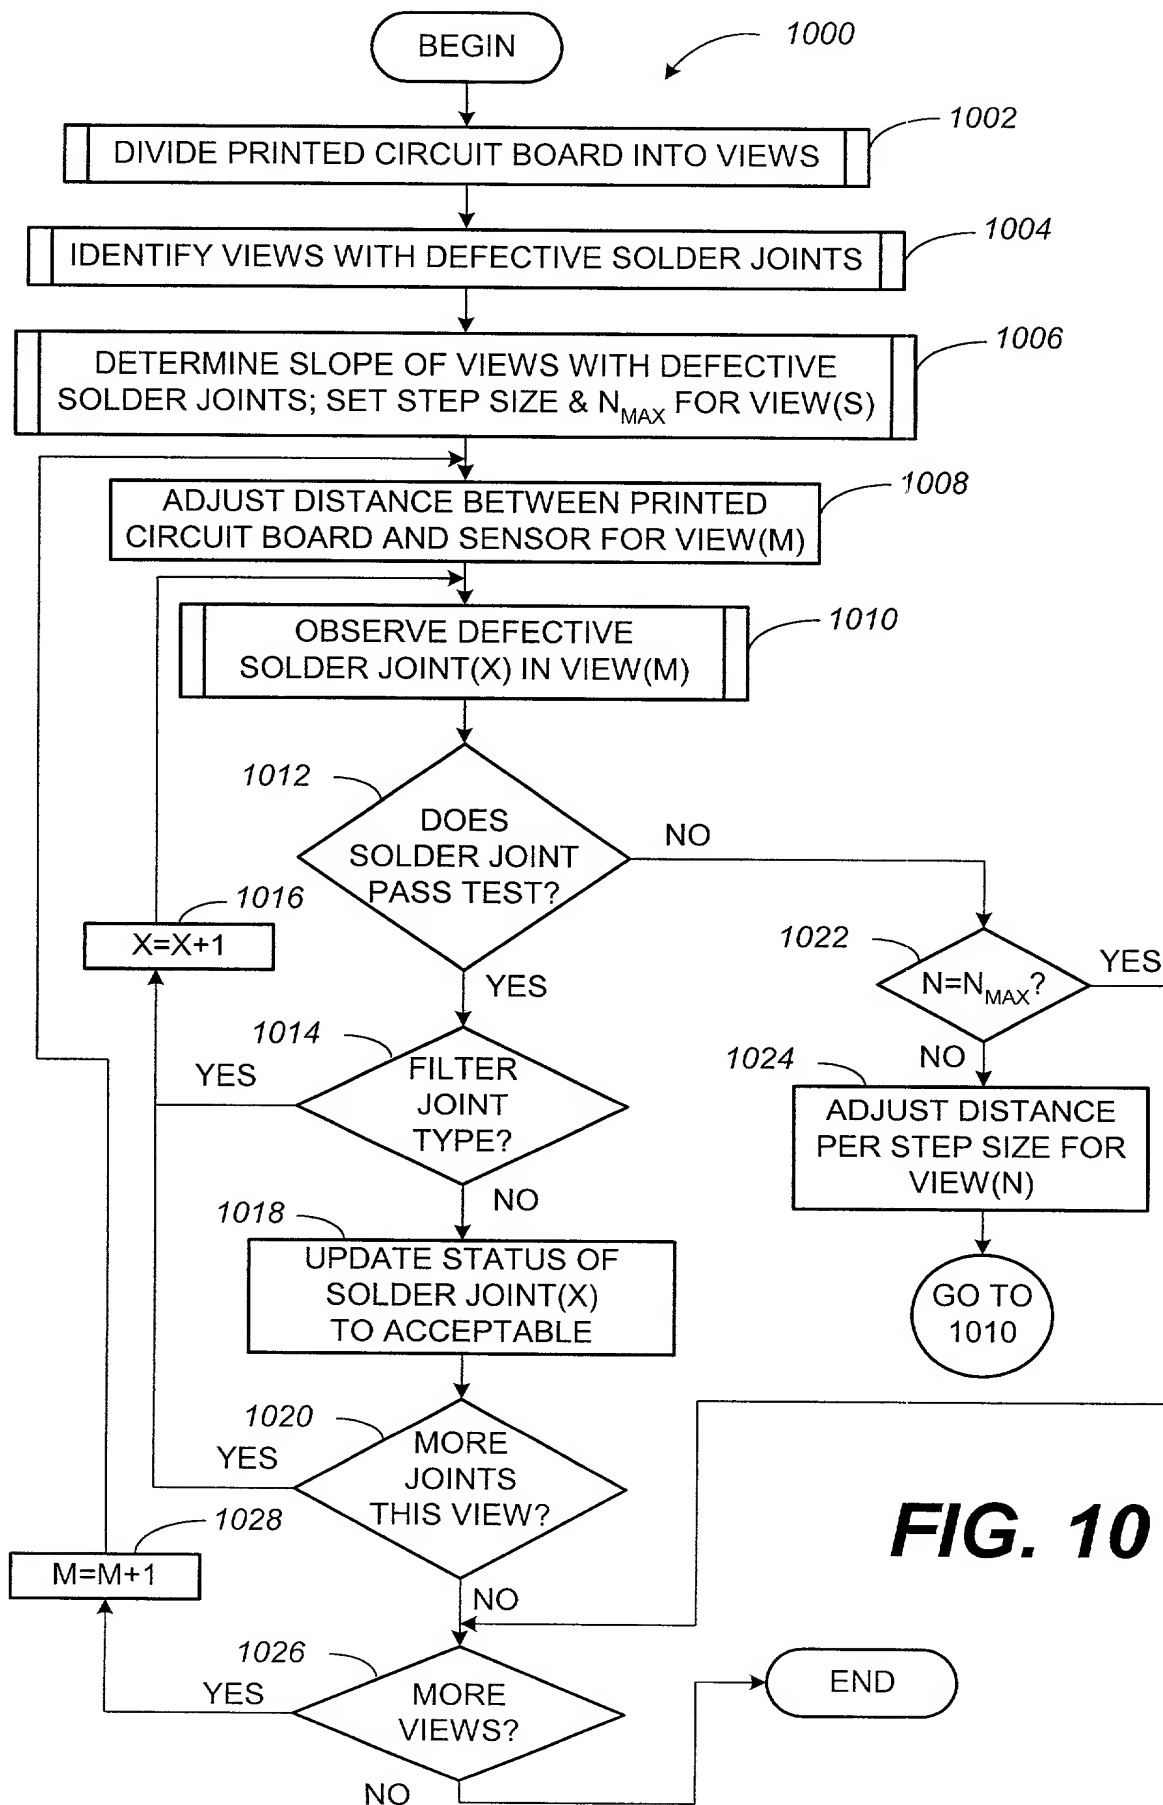 BEGIN
1000
1002
DIVIDE PRINTED CIRCUIT BOARD INTO VIEWS
1004
IDENTIFY VIEWS WITH DEFECTIVE SOLDER JOINTS
1006
DETERMINE SLOPE OF VIEWS WITH DEFECTIVE
SOLDER JOINTS; SET STEP SIZE & NMAX FOR VIEW(S)
1008
ADJUST DISTANCE BETWEEN PRINTED
CIRCUIT BOARD AND SENSOR FOR VIEW(M)
1010
OBSERVE DEFECTIVE
SOLDER JOINT(X) IN VIEW(M)
1012
DOES
SOLDER JOINT
PASS TEST?
NO
1016
X=X+1
YES
1022
N=NMAX?
YES
NO
1014
FILTER
JOINT
TYPE?
YES
NO
1024
ADJUST DISTANCE
PER STEP SIZE FOR
VIEW(N)
1018
UPDATE STATUS OF
SOLDER JOINT(X)
TO ACCEPTABLE
GO TO
1010
1020
MORE
JOINTS
THIS VIEW?
YES
NO
1028
M=M+1
FIG. 10
1026
MORE
VIEWS?
YES
NO
END